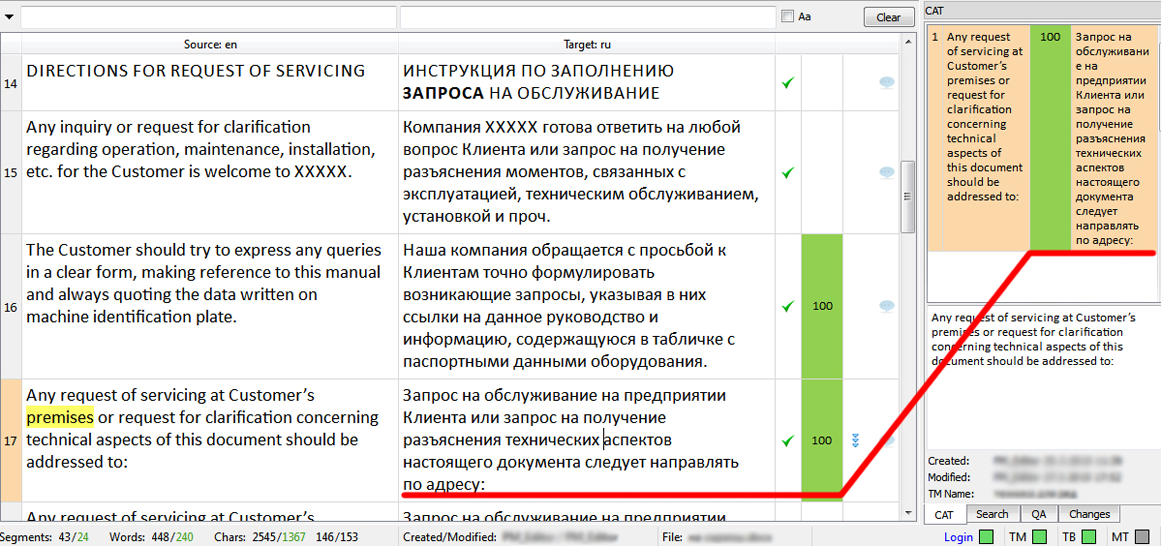 Aa
Clear
CAT
Source: en
Target: ru
14
DIRECTIONS FOR REQUEST OF SERVICING
ИНСТРУКЦИЯ ПО ЗАПОЛНЕНИЮ
ЗАПРОСА НА ОБСЛУЖИВАНИЕ
15
Any inquiry or request for clarification
regarding operation, maintenance, installation,
etc. for the Customer is welcome to XXXXX.
Компания XXXXX готова ответить на любой
вопрос Клиента или запрос на получение
разъяснения моментов, связанных с
эксплуатацией, техническим обслуживанием,
установкой и проч.
16
The Customer should try to express any queries
in a clear form, making reference to this manual
and always quoting the data written on
machine identification plate.
Наша компания обращается с просьбой к
Клиентам точно формулировать
возникающие запросы, указывая в них
ссылки на данное руководство и
информацию, содержащуюся в табличке с
паспортными данными оборудования.
100
17
Any request of servicing at Customer’s
premises or request for clarification concerning
technical aspects of this document should be
addressed to:
Запрос на обслуживание на предприятии
Клиента или запрос на получение
разъяснения технических аспектов
настоящего документа следует направлять
по адресу:
100
Any request of servicing at Customer’s
Запрос на обслуживание на предприятии
1
Any request
of servicing at
Customer’s
premises or
request for
clarification
concerning
technical
aspects of
this document
should be
addressed to:
100
Запрос на
обслуживани
е на
предприятии
Клиента или
запрос на
получение
разъяснения
технических
аспектов
настоящего
документа
следует
направлять
по адресу:
Any request of servicing at Customer’s
premises or request for clarification
concerning technical aspects of this
document should be addressed to:
Created:
Modified:
TM Name:
CAT Search QA Changes
Segments: 43/24 Words: 448/240 Chars: 2545/1367 146/153 Created/Modified: File: Login TM TB MT